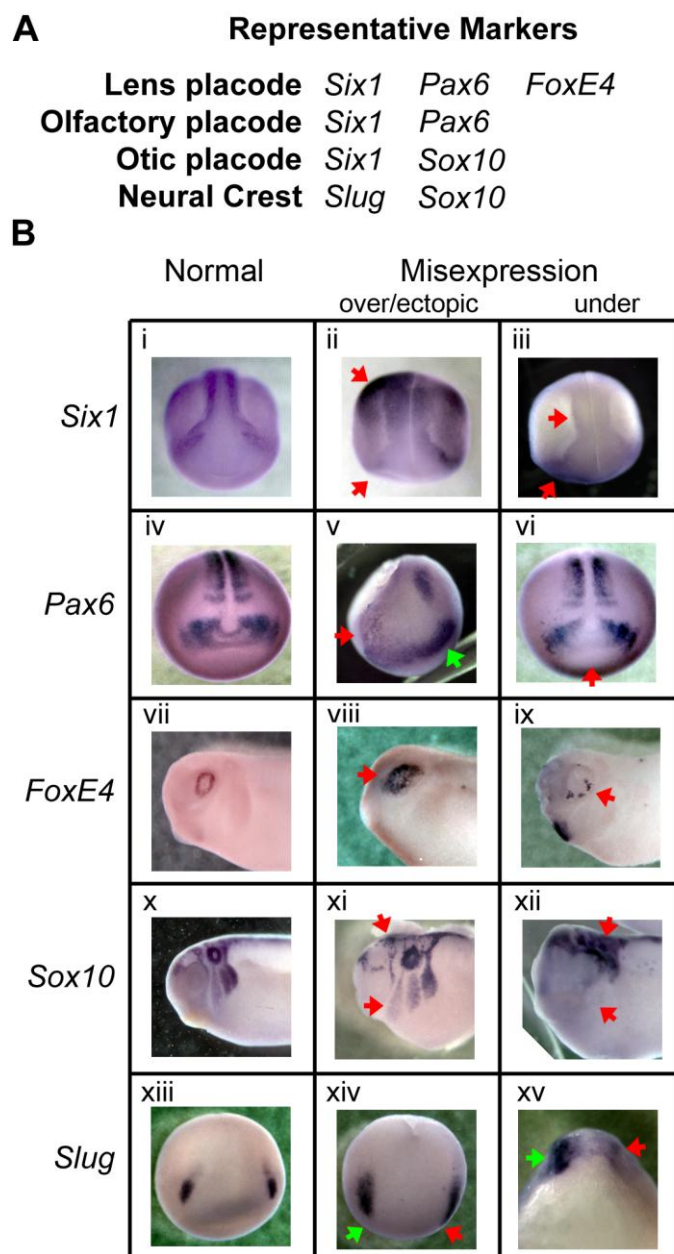 A Representative Markers
Lens placode Six1 Pax6 FoxE4
Olfactory placode Six1 Pax6
Otic placode Six1 Sox10
Neural Crest Slug Sox10
B
Normal Misexpression
over/ectopic under
i ii iii
Six1
iv v vi
Pax6
vii viii ix
FoxE4
x xi xii
Sox10
xiii xiv xv
Slug